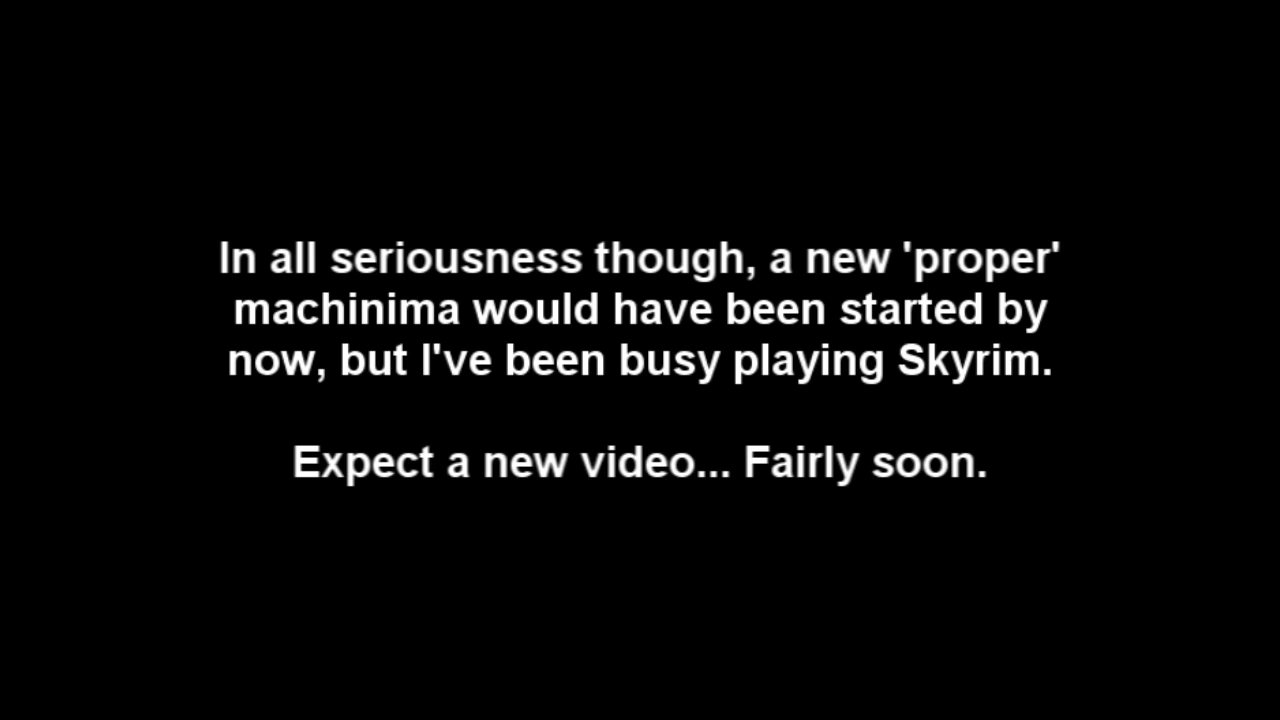 In all seriousness though, a new 'proper'
machinima would have been started by
now, but I've been busy playing Skyrim.
Expect a new video... Fairly soon.